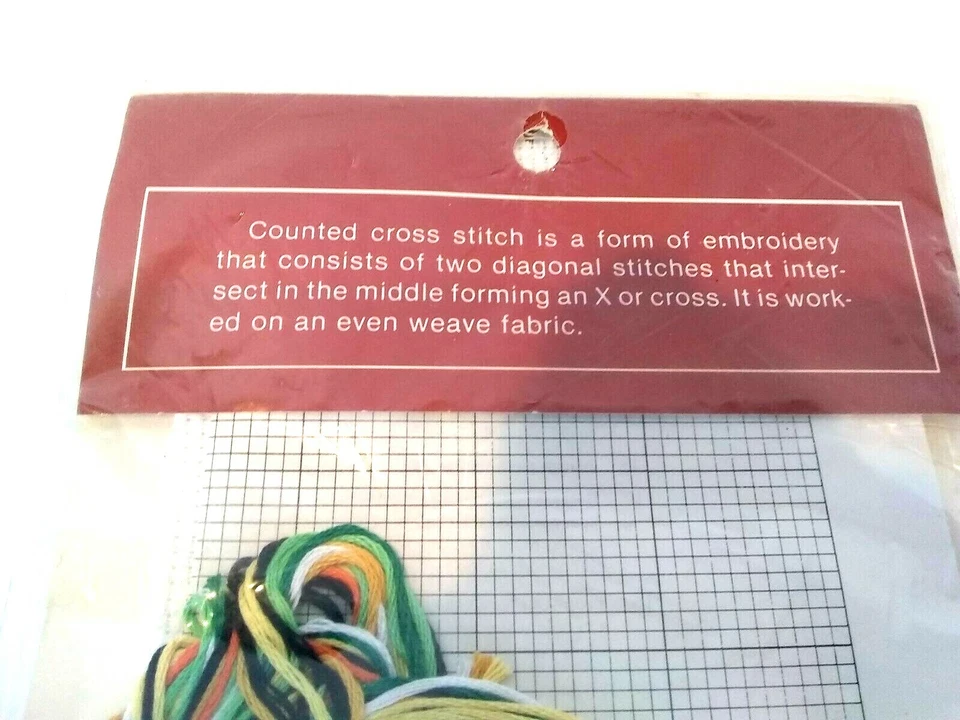 Counted cross stitch is a form of embroidery
that consists of two diagonal stitches that inter-
sect in the middle forming an X or cross. It is work-
ed on an even weave fabric.